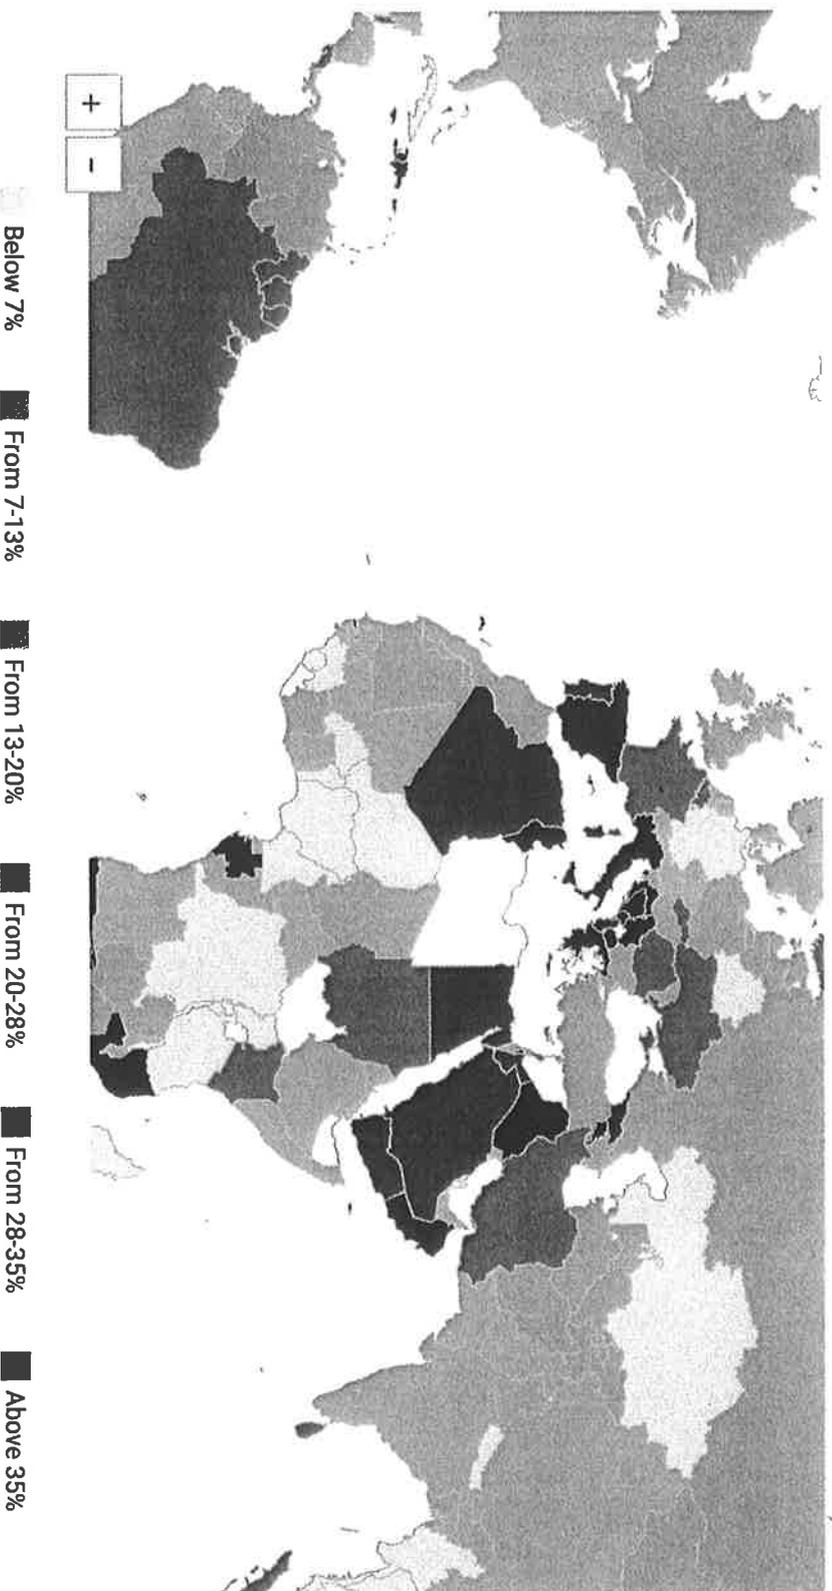 +
-
Below 7%
From 7-13%
From 13-20%
From 20-28%
From 28-35%
Above 35%